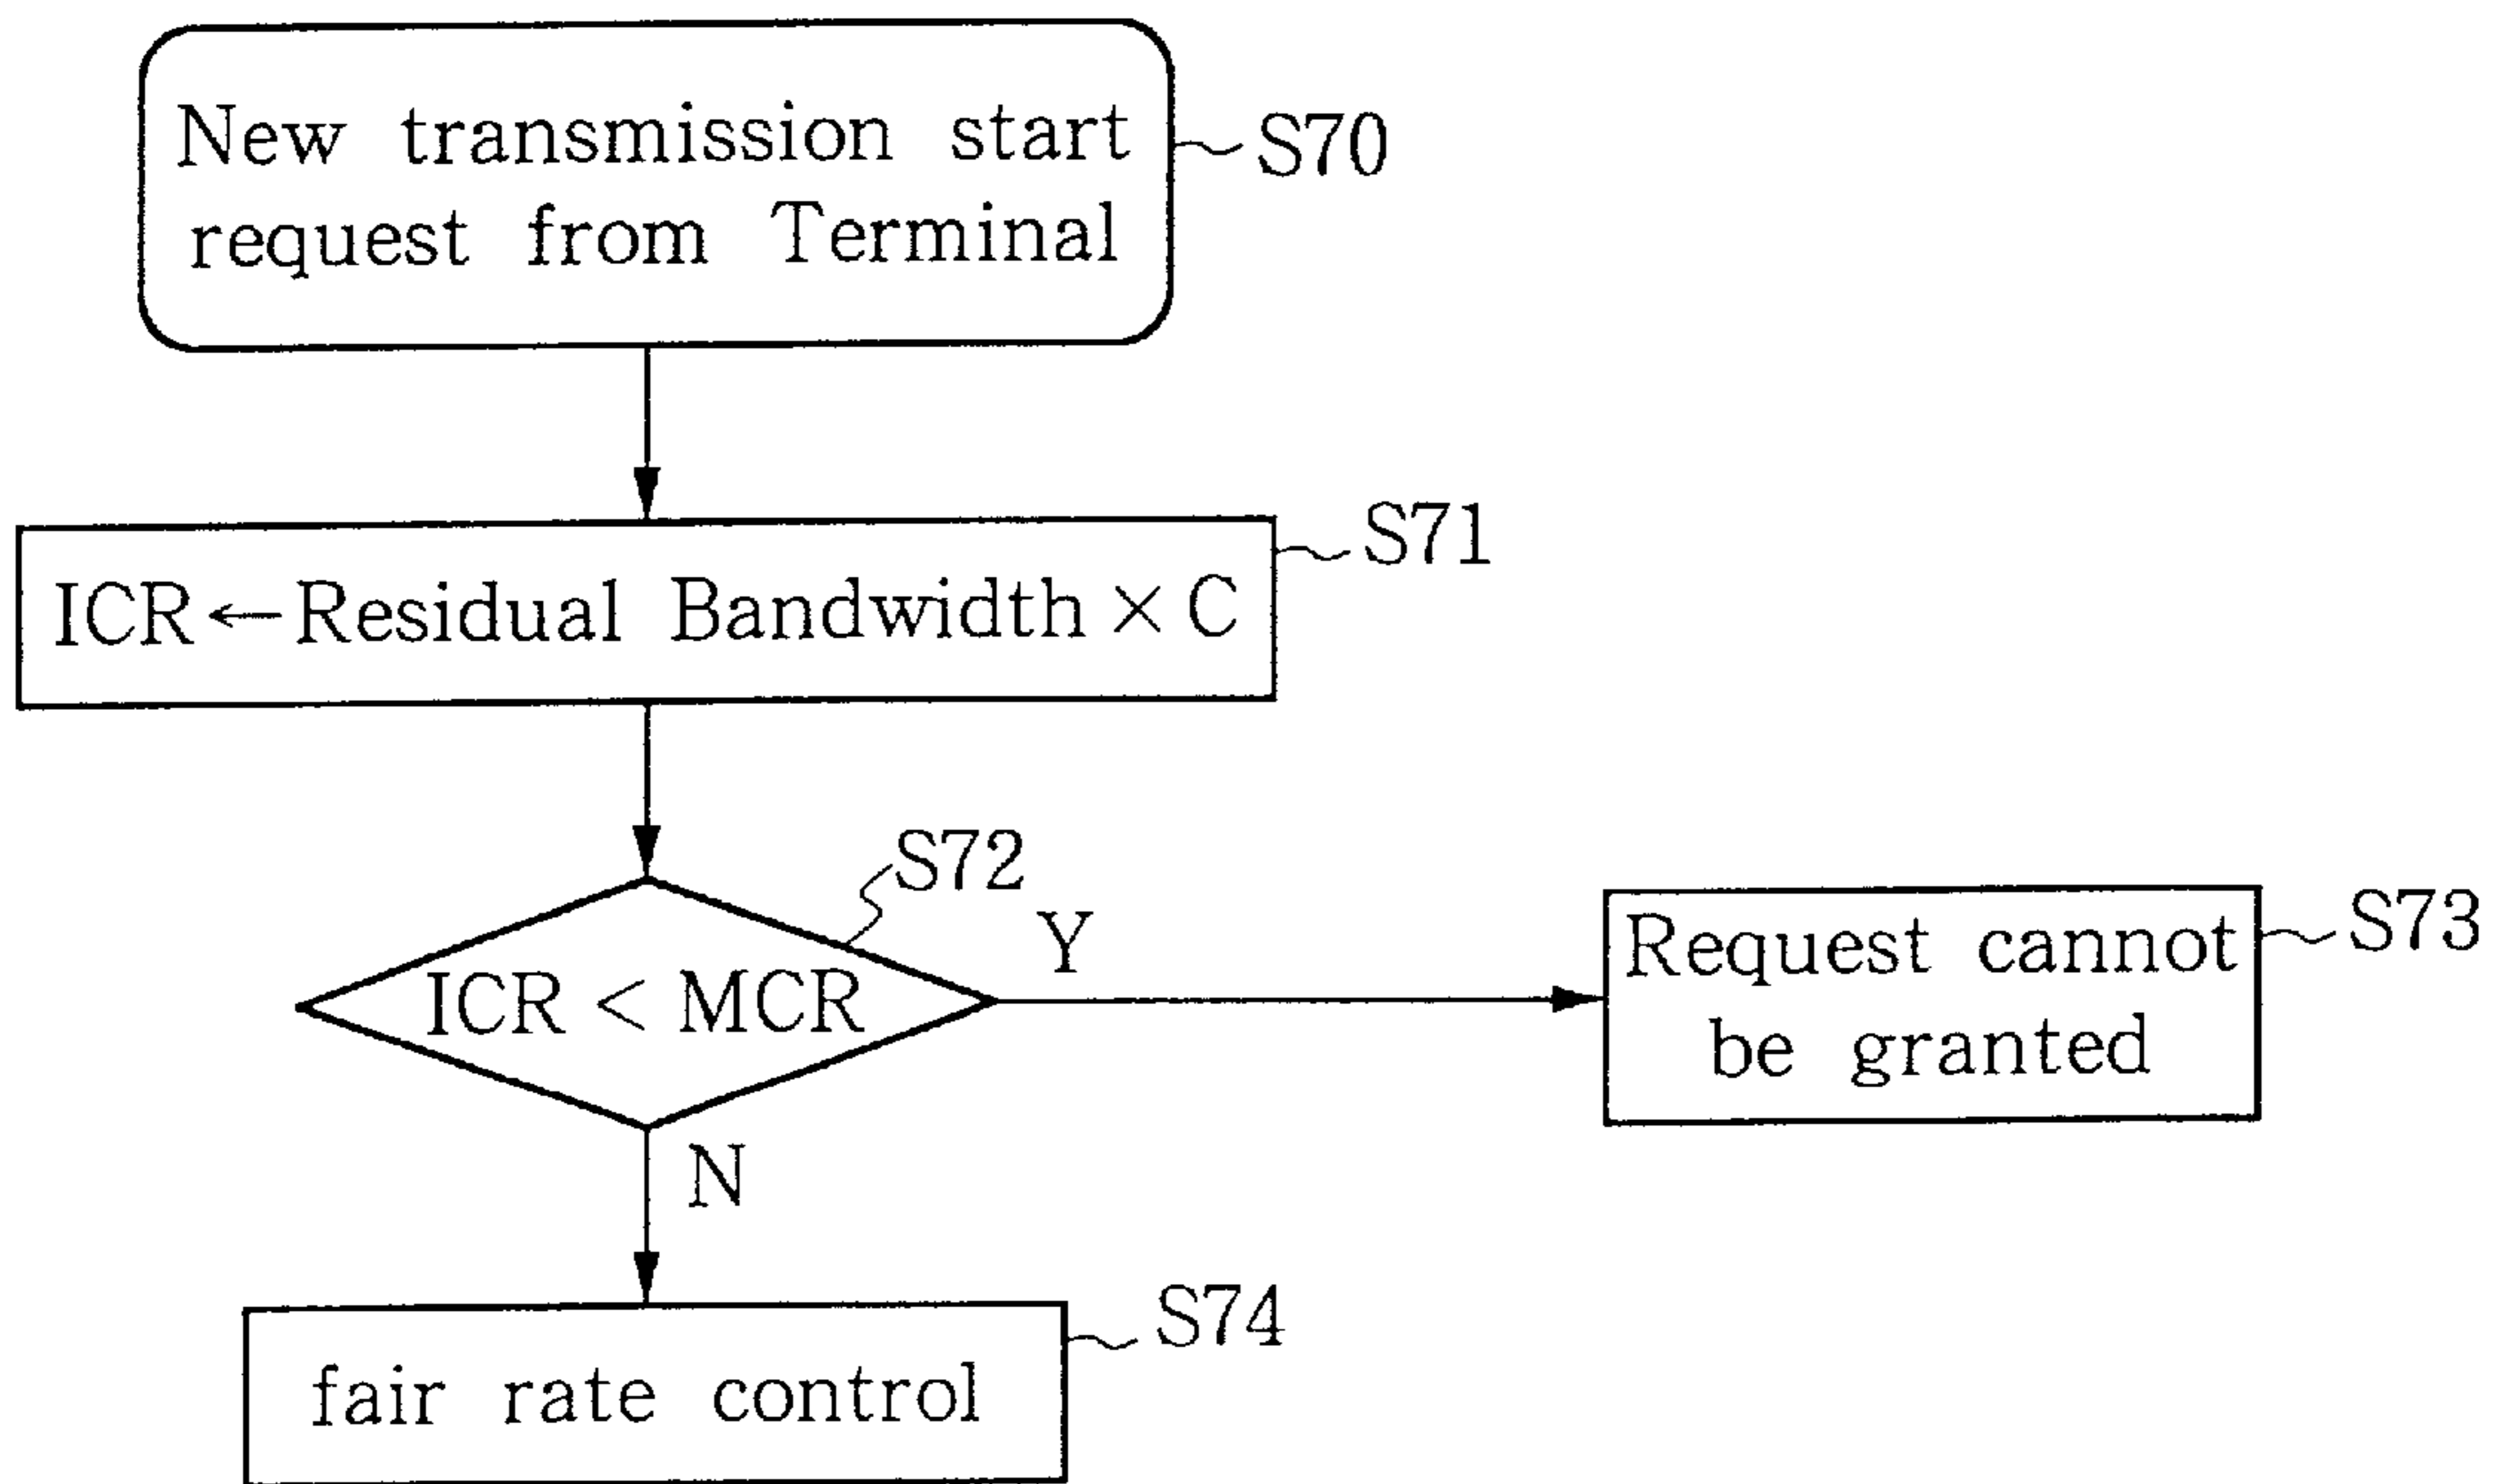 New transmission start
request from Terminal
S70
ICR←Residual Bandwidth×C
S71
S72
ICR < MCR
Y
Request cannot
be granted
S73
N
fair rate control
S74